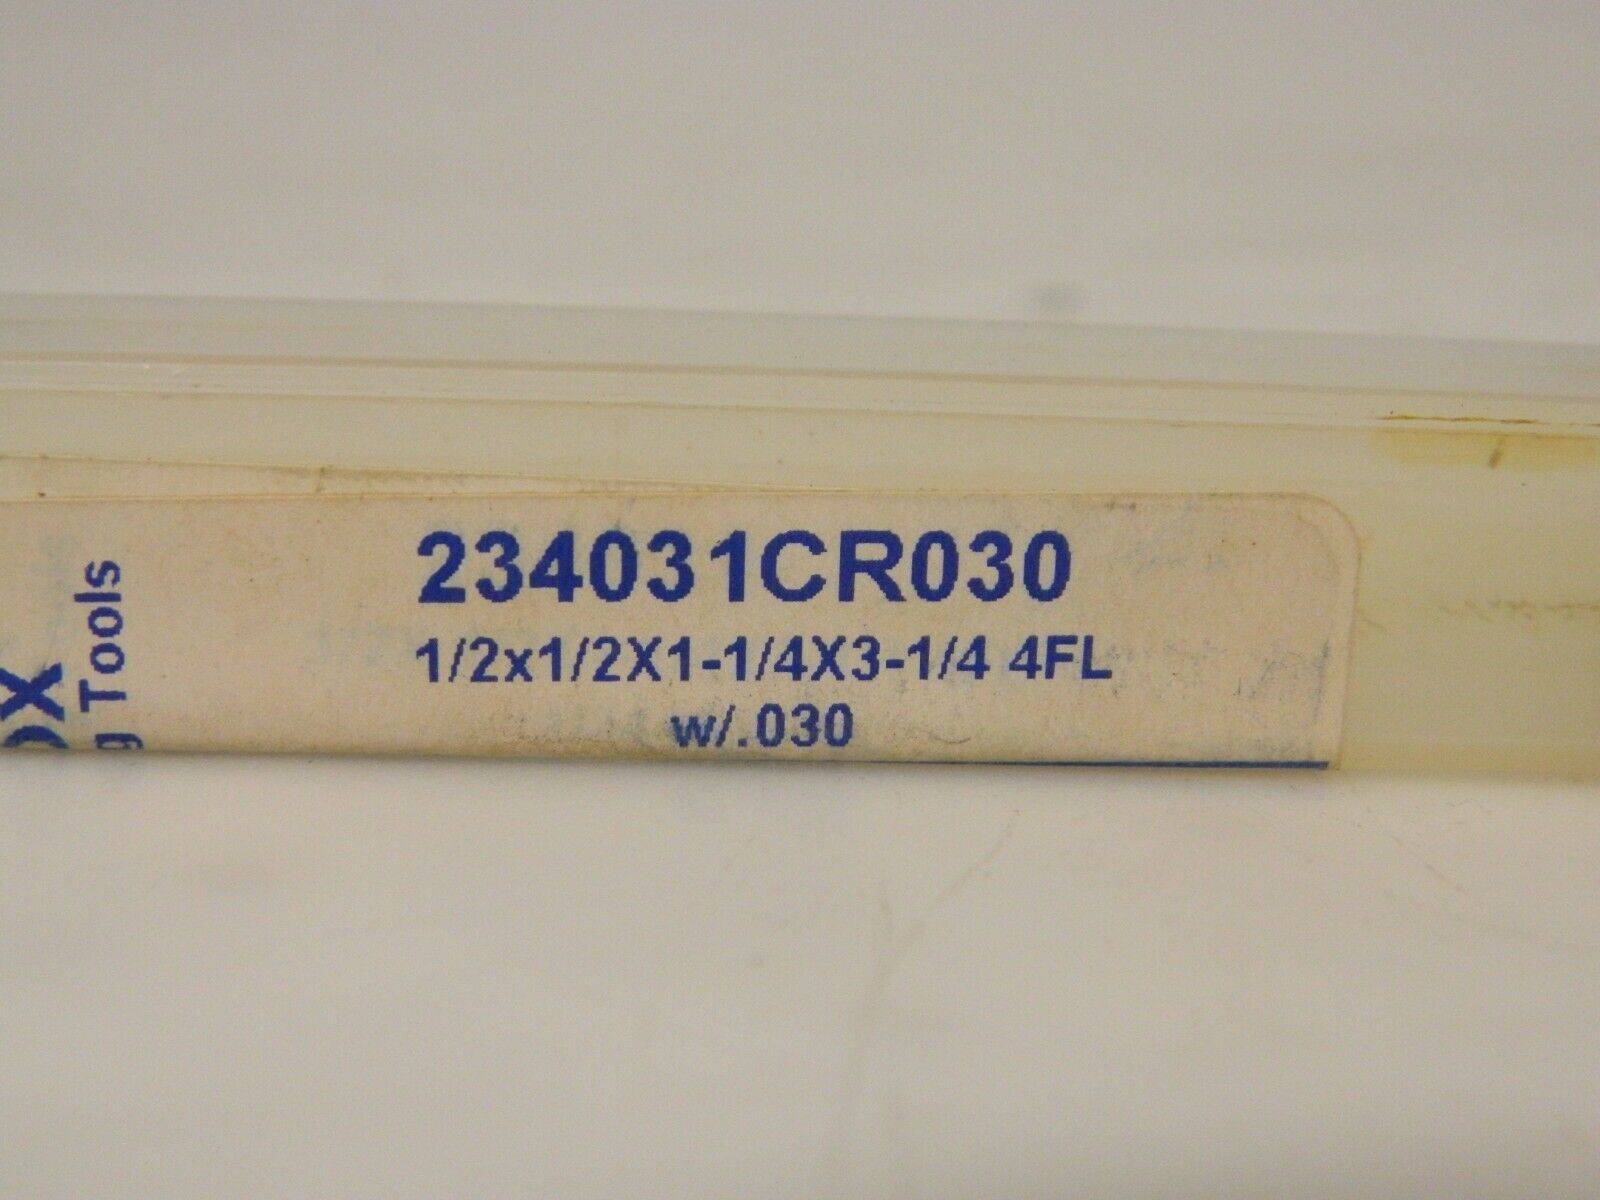 234031CR030
1/2x1/2X1-1/4X3-1/4 4FL
w/.030
Tools